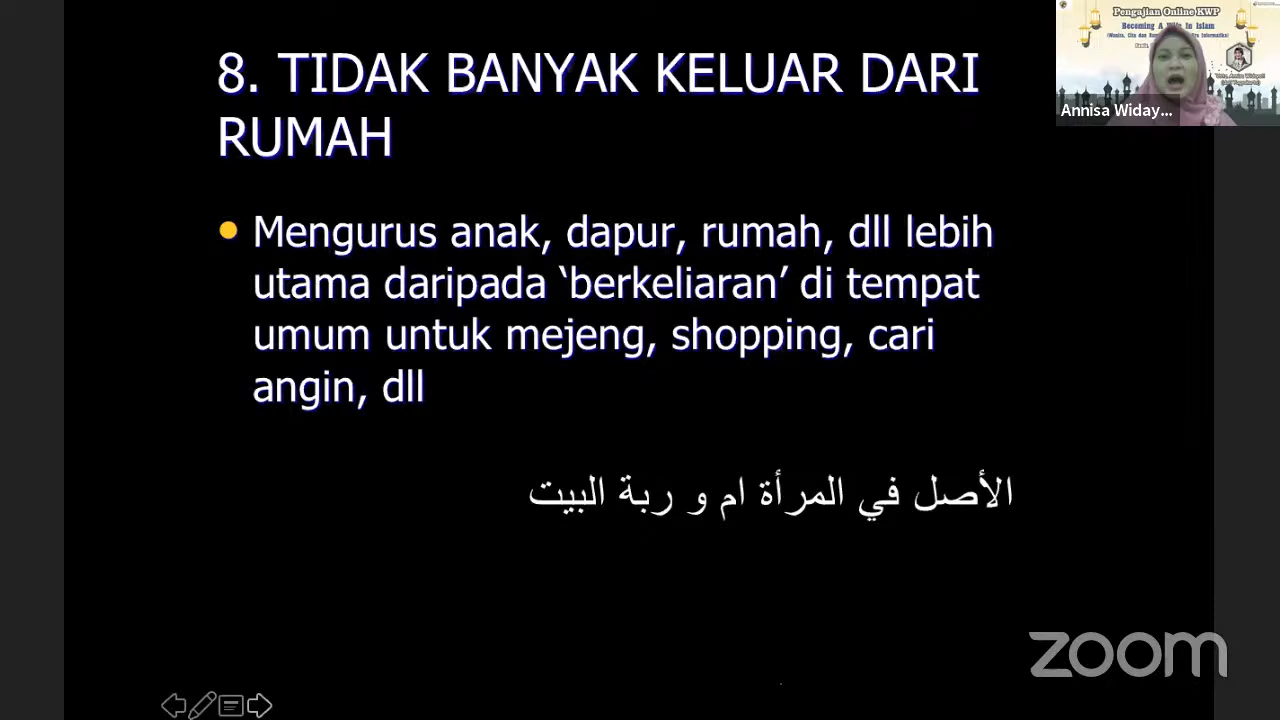 8. TIDAK BANYAK KELUAR DARI
RUMAH
Mengurus anak, dapur, rumah, dll lebih
utama daripada ‘berkeliaran’ di tempat
umum untuk mejeng, shopping, cari
angin, dll
الأصل في المرأة ام و ربة البيت
Pengajian Online KWP
Becoming A
In Islam
Annisa Widay...
zoom